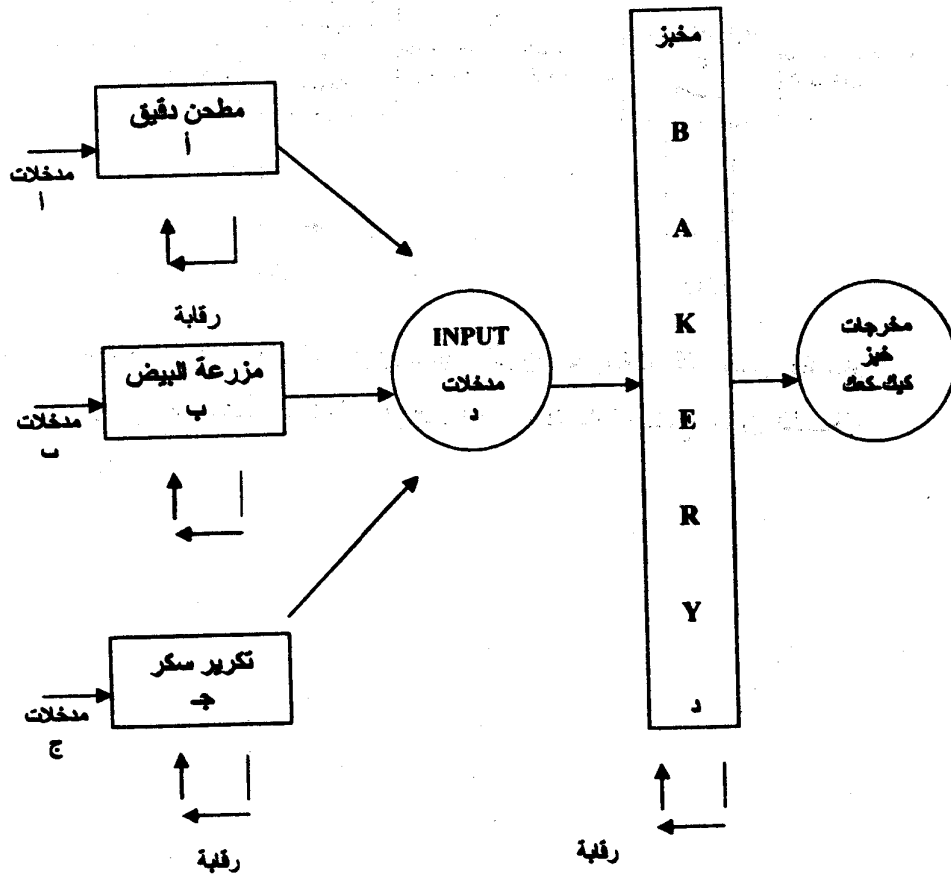 مخبز
B
A
K
E
R
Y
د
مطحن دقيق
أ
مدخلات
أ
رقابة
مزرعة البيض
ب
مدخلات
ب
تكرير سكر
جـ
مدخلات
ج
رقابة
INPUT
مدخلات
د
مخرجات
خبز
كيك-كعك
رقابة